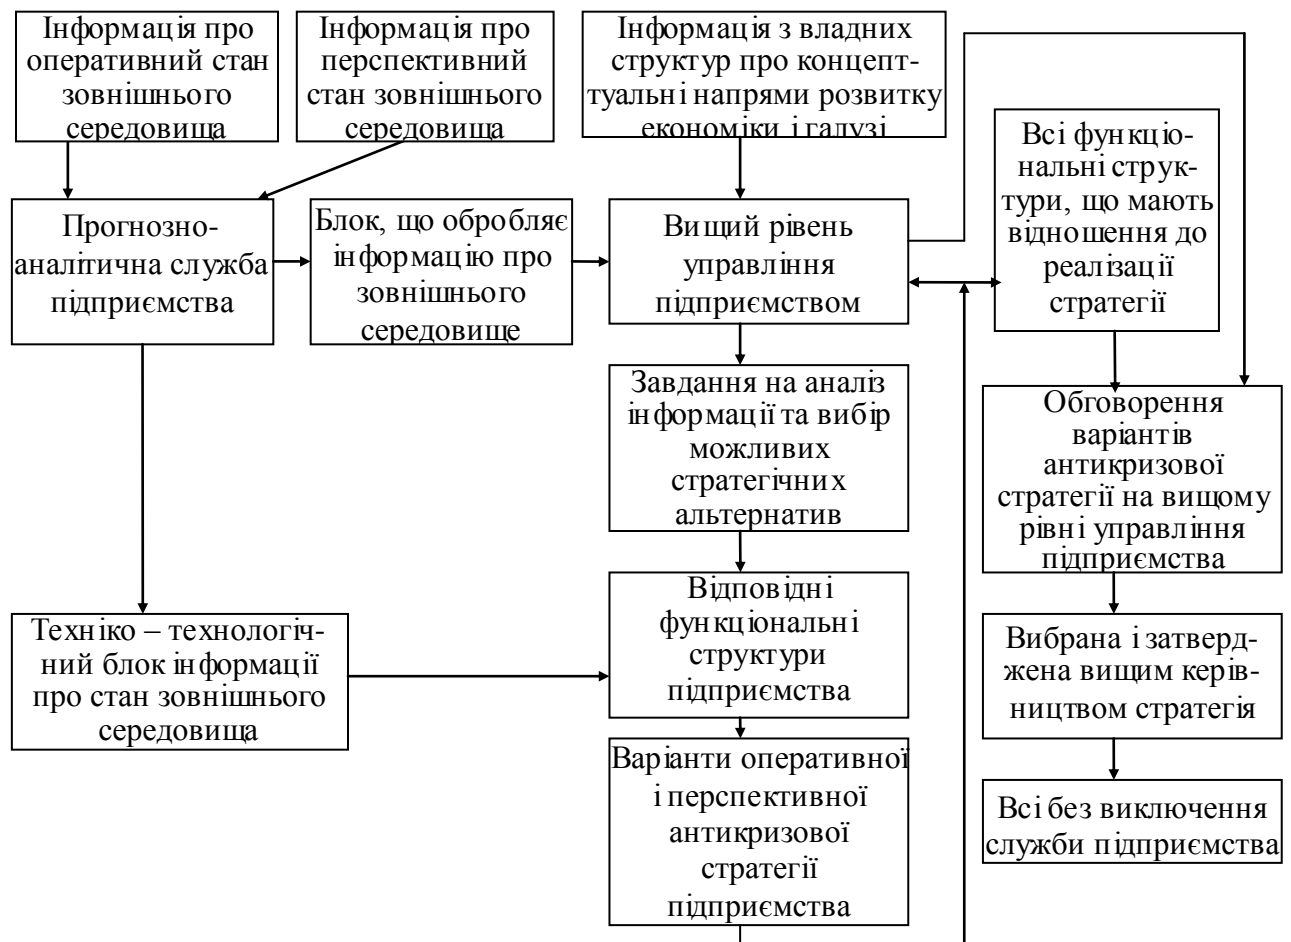 Інформація про
оперативний стан
зовнішнього
середовища
Інформація про
перспективний
стан зовнішнього
середовища
Інформація з владних
структур про концепт-
туальні напрями розвитку
економіки і галузі
Всі функціо-
нальні струк-
тури, що мають
відношення до
реалізації
стратегії
Прогнозно-
аналітична служба
підприємства
Блок, що обробляє
інформацію про
зовнішнього
середовище
Вищий рівень
управління
підприємством
Завдання на аналіз
інформації та вибір
можливих
стратегічних
альтернатив
Обговорення
варіантів
антикризової
стратегії на вищому
рівні управління
підприємства
Відповідні
функціональні
структури
підприємства
Техніко – технологіч-
ний блок інформації
про стан зовнішнього
середовища
Вибрана і затверд-
жена вищим керів-
ництвом стратегія
Варіанти оперативної
і перспективної
антикризової
стратегії
підприємства
Всі без виключення
служби підприємства